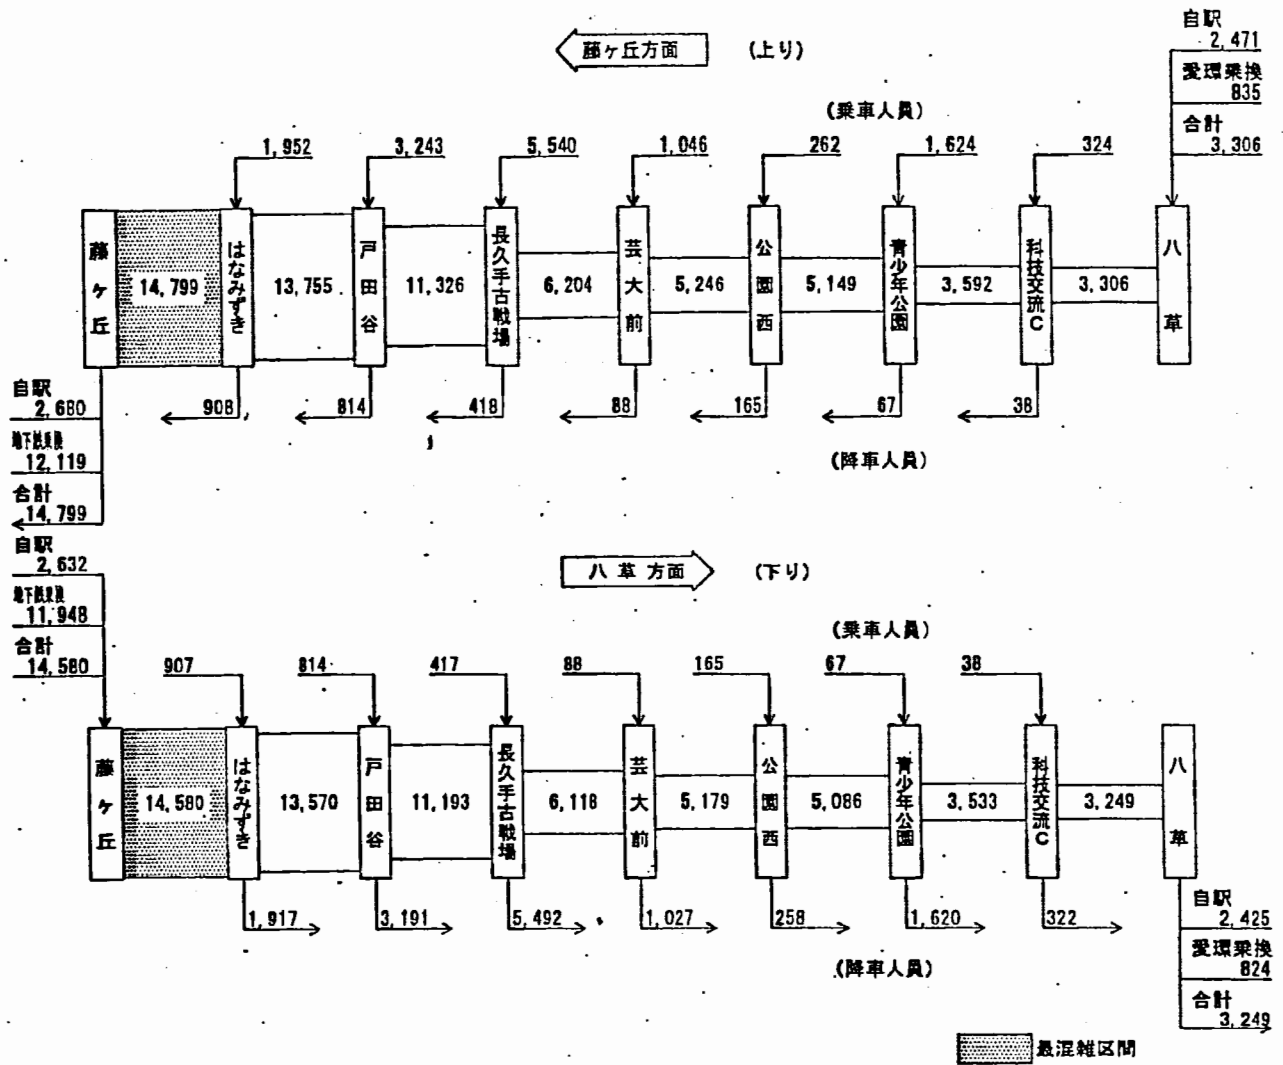 藤ヶ丘方面 (上り)
自駅
2,471
愛環乗換
835
合計
3,306
(乗車人員)
1,952 3,243 5,540 1,046 262 1,624 324
藤ヶ丘 14,799 はなみずき 13,755 戸田谷 11,326 長久手古戦場 6,204 芸大前 5,246 公園西 5,149 青少年公園 3,592 科技交流C 3,306 八草
908 814 418 88 165 67 38
(降車人員)
自駅
2,680
地下鉄乗換
12,119
合計
14,799
八草方面 (下り)
自駅
2,632
地下鉄乗換
11,948
合計
14,580
(乗車人員)
907 814 417 88 165 67 38
藤ヶ丘 14,580 はなみずき 13,570 戸田谷 11,193 長久手古戦場 6,118 芸大前 5,179 公園西 5,086 青少年公園 3,533 科技交流C 3,249 八草
1,917 3,191 5,492 1,027 258 1,620 322
(降車人員)
自駅
2,425
愛環乗換
824
合計
3,249
最混雑区間